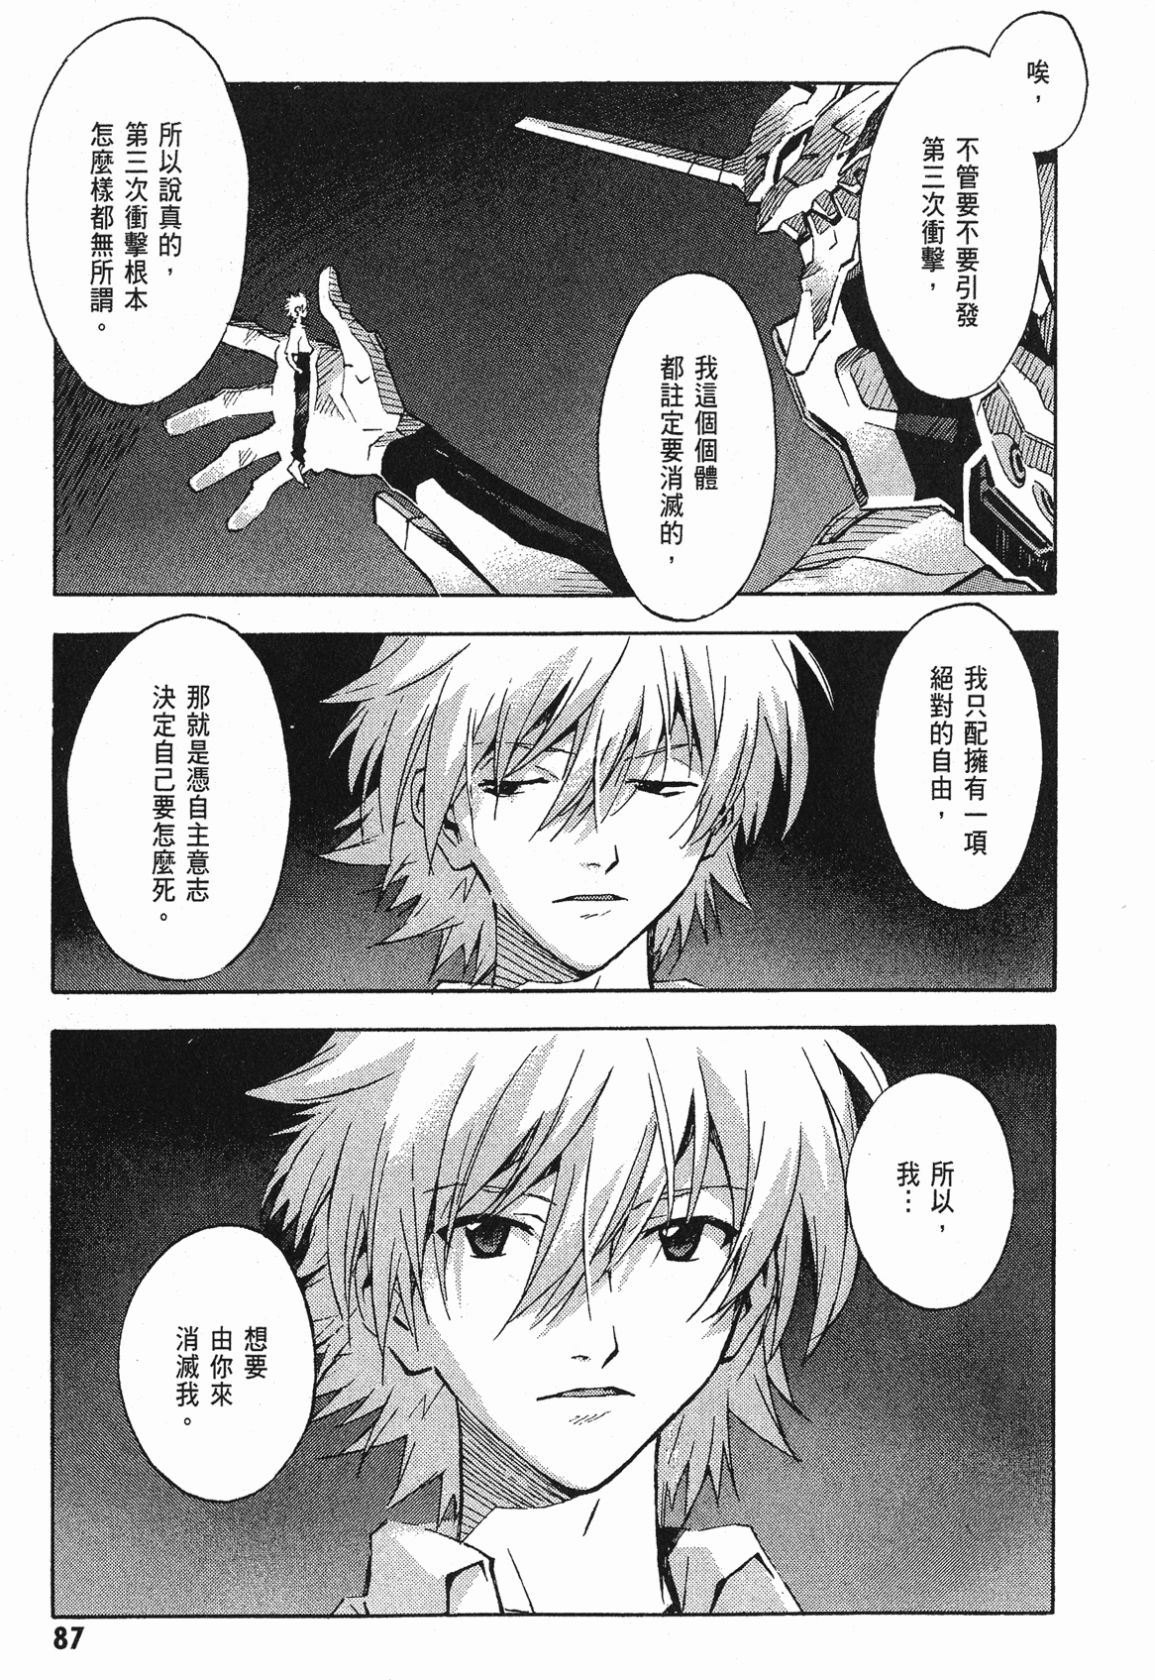 唉，
不管要不要引發
第三次衝擊，
我這個個體
都註定要消滅的，
所以說真的，
第三次衝擊根本
怎麼樣都無所謂。
我只配擁有一項
絕對的自由，
那就是憑自主意志
決定自己要怎麼死。
所以，
我…
想要
由你來
消滅我。
87